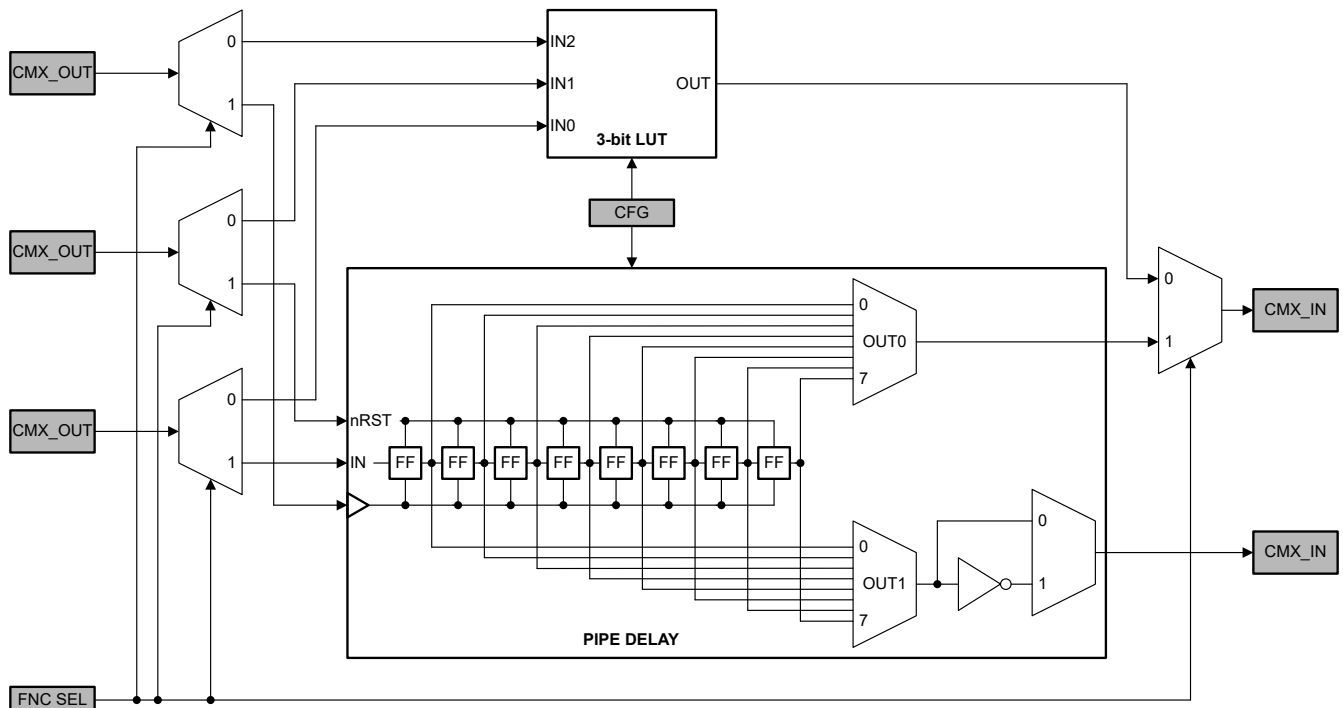 0
IN2
CMX_OUT
1
IN1
OUT
IN0
3-bit LUT
0
CFG
CMX_OUT
1
0
0
CMX_IN
OUT0
1
7
0
nRST
CMX_OUT
1
IN
FF FF FF FF FF FF FF FF
0
0
CMX_IN
OUT1
1
7
PIPE DELAY
FNC SEL